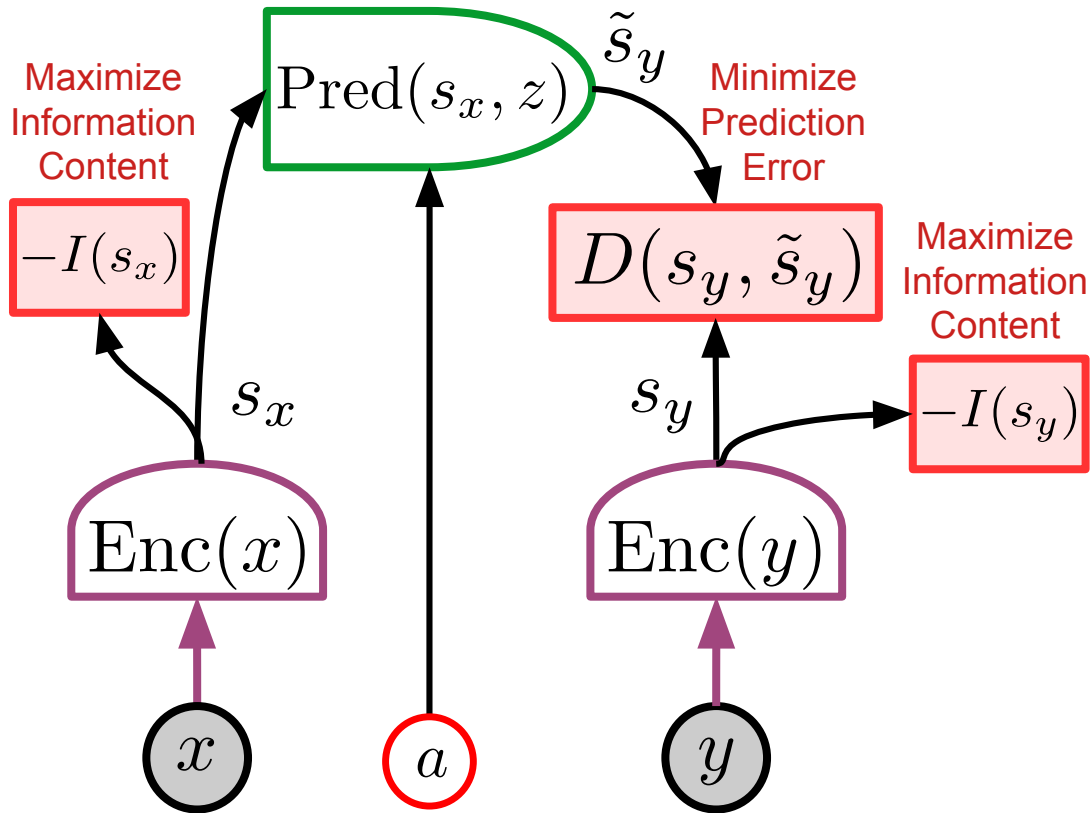 s̃_y
Pred(s_x, z)
Maximize
Information
Content
Minimize
Prediction
Error
−I(s_x)
D(s_y, s̃_y)
Maximize
Information
Content
s_x
s_y
−I(s_y)
Enc(x)
Enc(y)
x
a
y